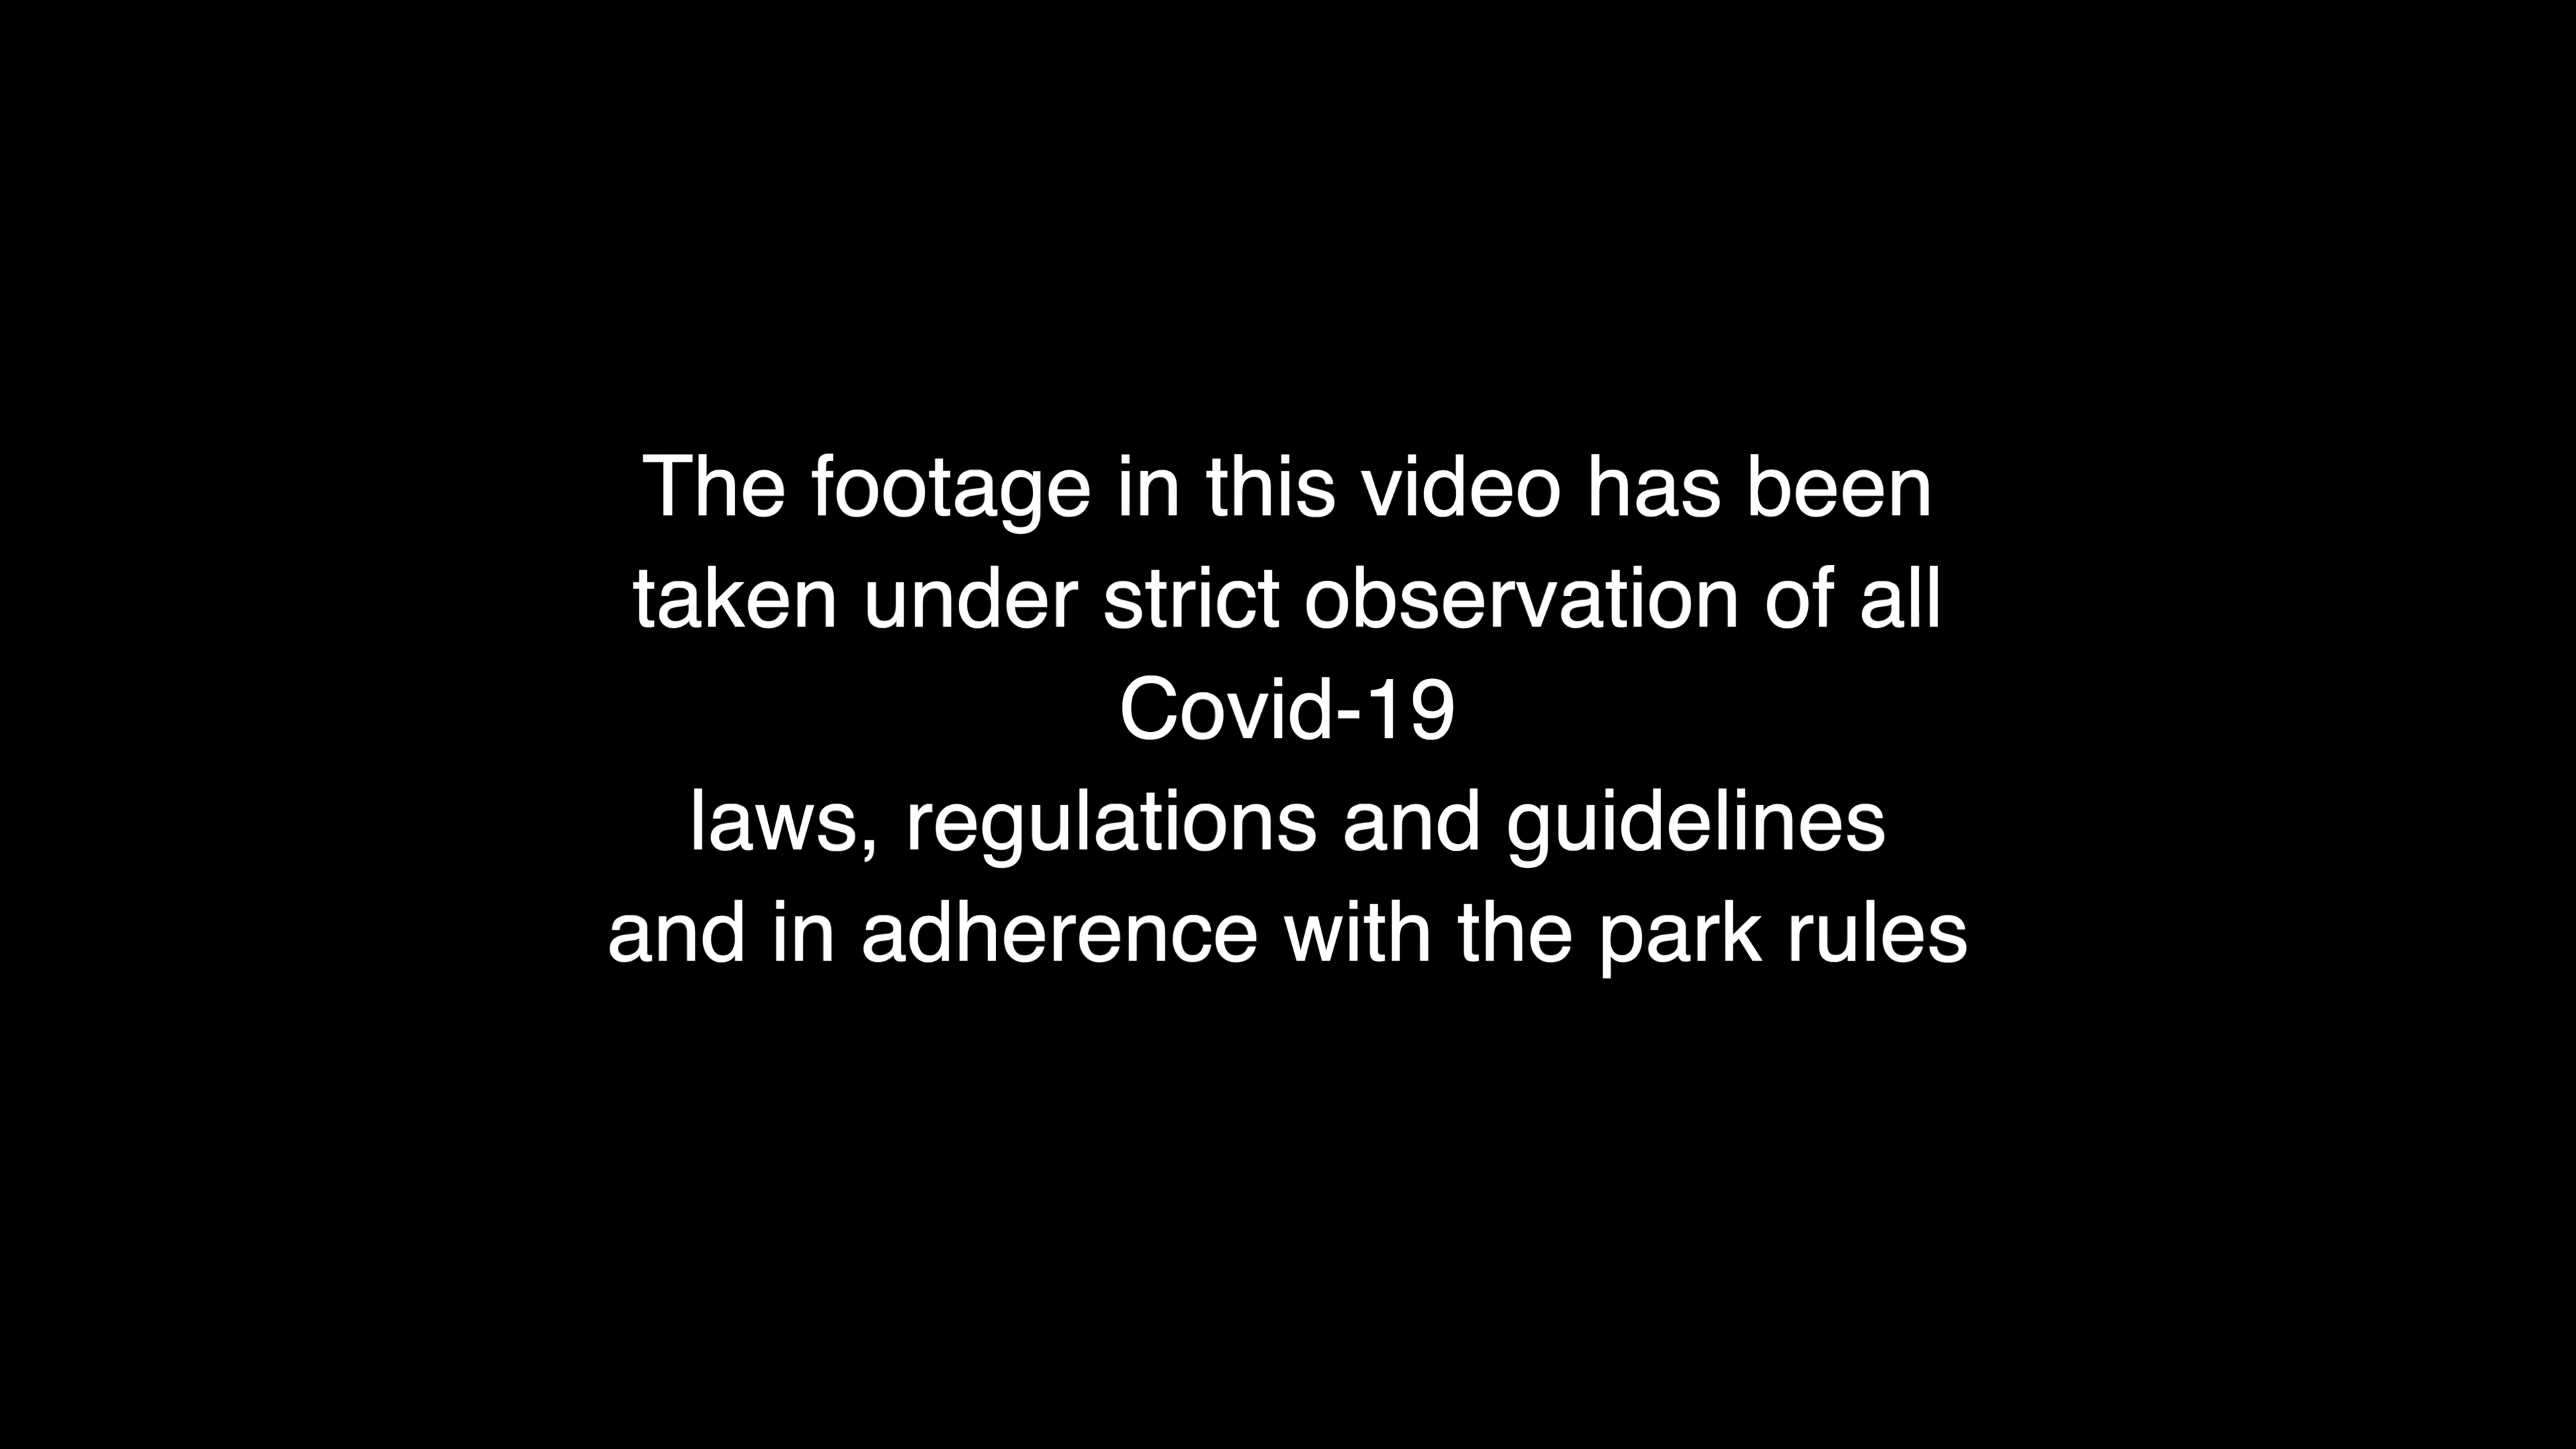 The footage in this video has been
taken under strict observation of all
Covid-19
laws, regulations and guidelines
and in adherence with the park rules